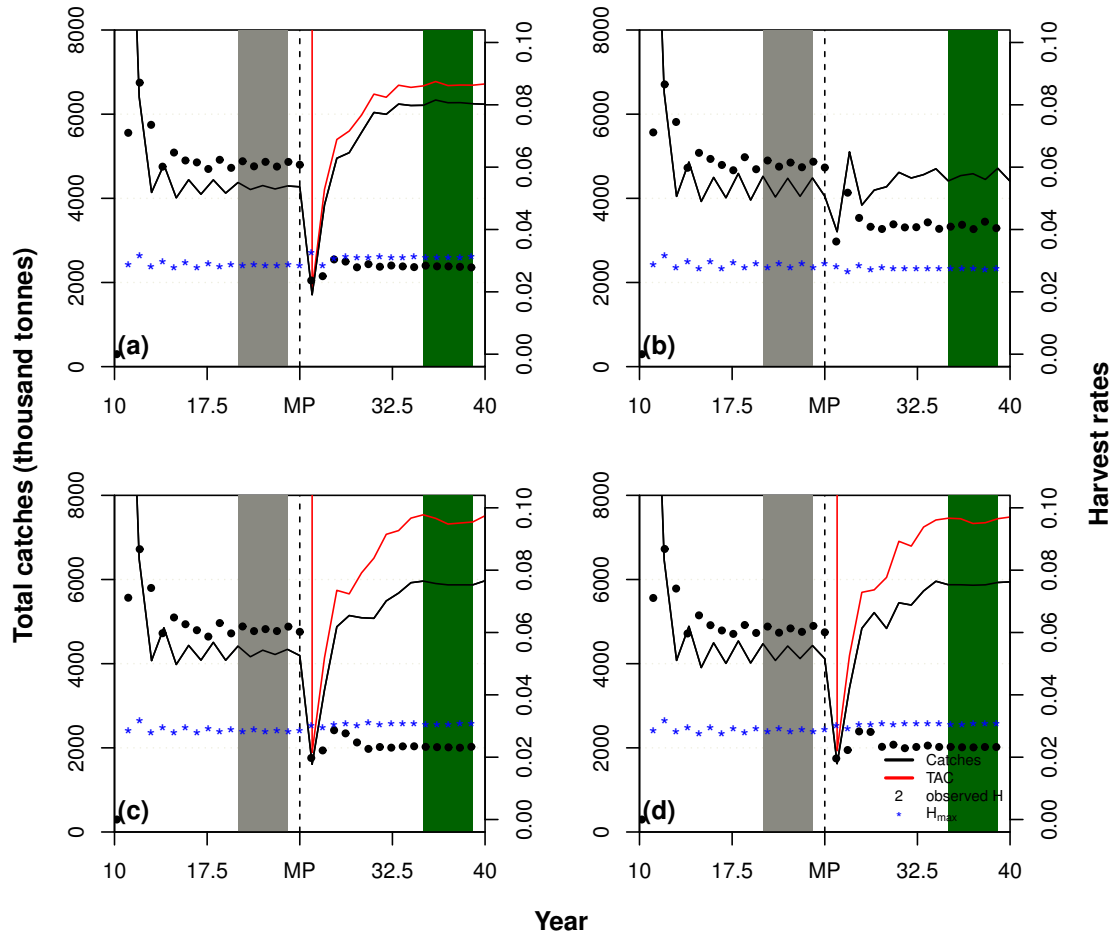 8000
6000
4000
2000
0
0.10
0.08
0.06
0.04
0.02
0.00
(a)
10 17.5 MP 32.5 40
8000
6000
4000
2000
0
0.10
0.08
0.06
0.04
0.02
0.00
(b)
10 17.5 MP 32.5 40
Total catches (thousand tonnes)
Harvest rates
8000
6000
4000
2000
0
0.10
0.08
0.06
0.04
0.02
0.00
(c)
10 17.5 MP 32.5 40
8000
6000
4000
2000
0
0.10
0.08
0.06
0.04
0.02
0.00
(d)
Catches
TAC
2 observed H
* Hmax
10 17.5 MP 32.5 40
Year